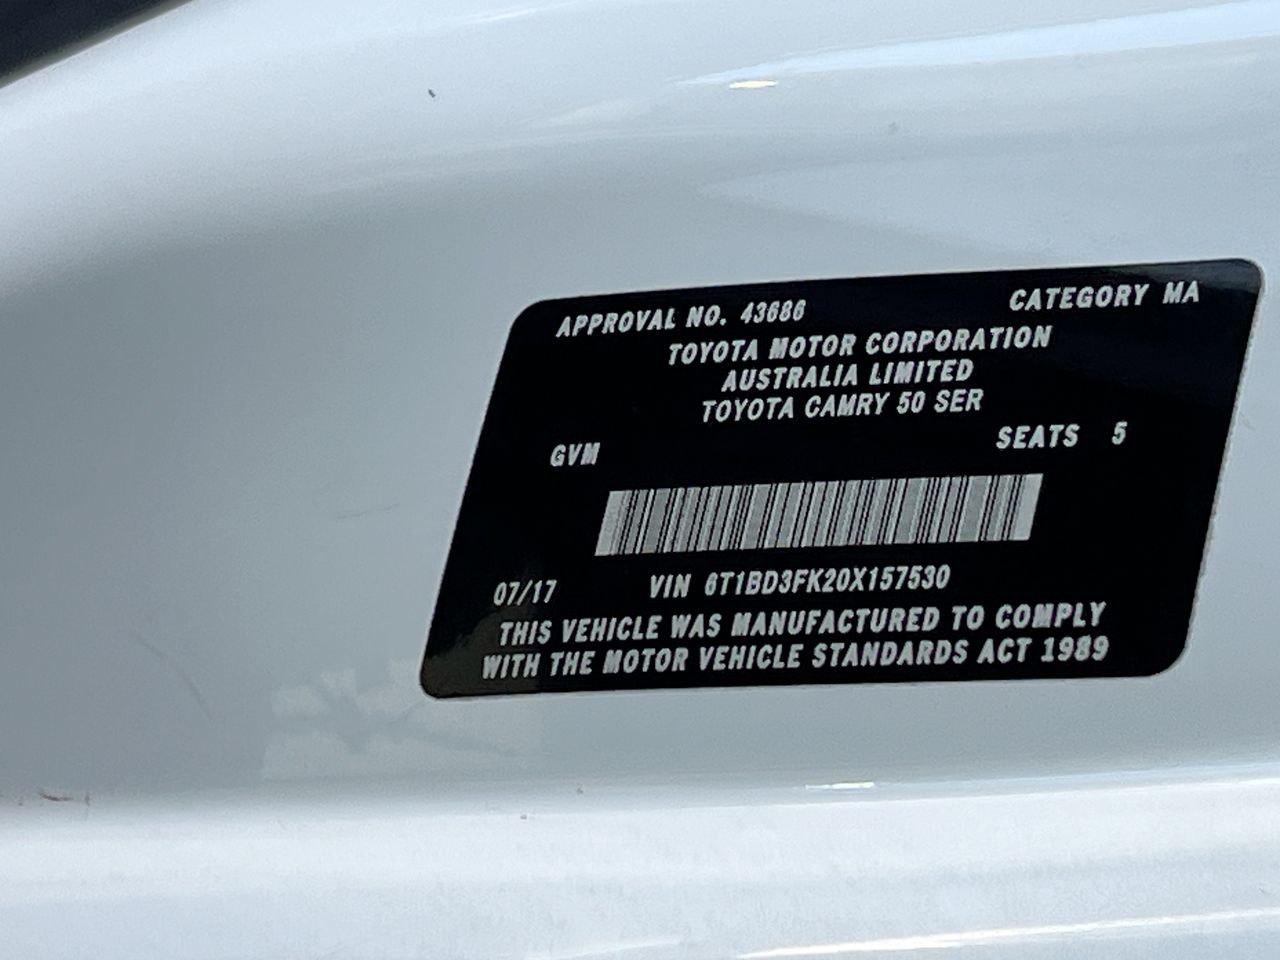 APPROVAL NO. 43686 CATEGORY MA
TOYOTA MOTOR CORPORATION
AUSTRALIA LIMITED
TOYOTA CAMRY 50 SER
GVM SEATS 5
07/17 VIN 6T1BD3FK20X157530
THIS VEHICLE WAS MANUFACTURED TO COMPLY
WITH THE MOTOR VEHICLE STANDARDS ACT 1989